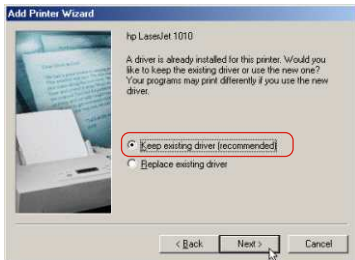 Add Printer Wizard
hp LaserJet 1010
A driver is already installed for this printer. Would you
like to keep the existing driver or use the new one?
Your programs may print differently if you use the new
driver.
Keep existing driver (recommended)
Replace existing driver
< Back
Next >
Cancel